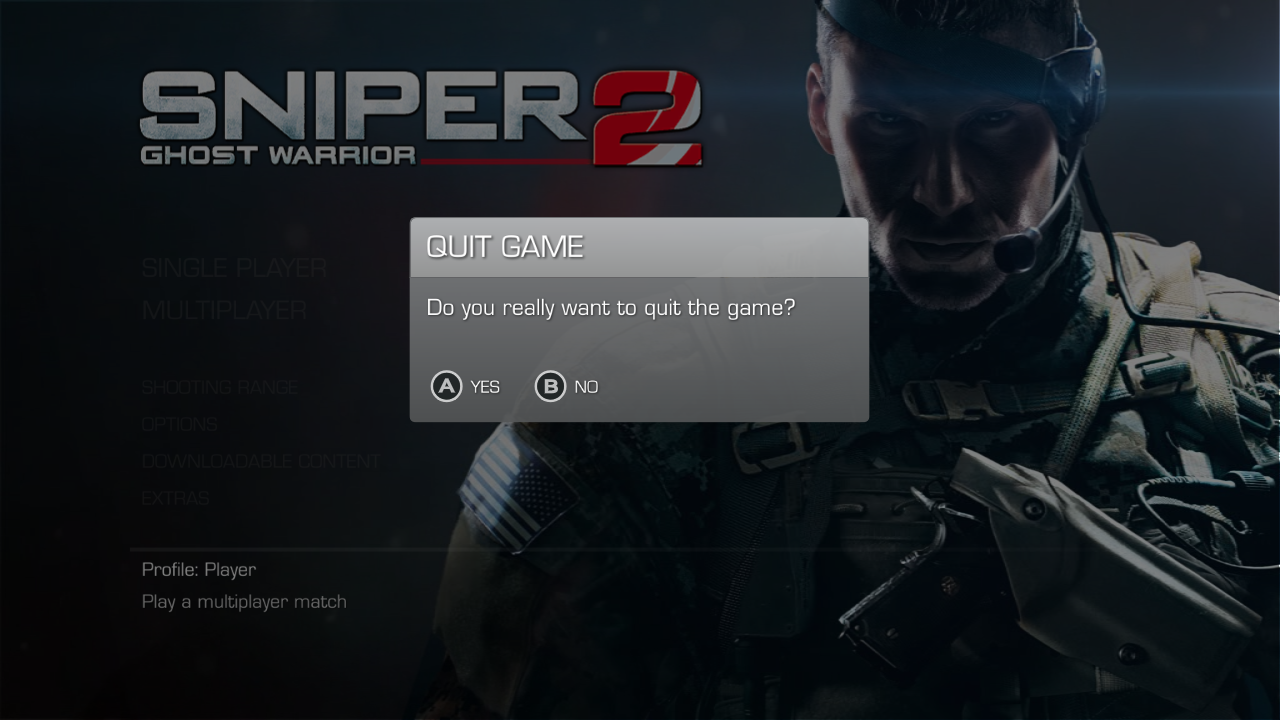 SNIPER 2
GHOST WARRIOR
QUIT GAME
Do you really want to quit the game?
A YES B NO
SINGLE PLAYER
MULTIPLAYER
SHOOTING RANGE
OPTIONS
DOWNLOADABLE CONTENT
EXTRAS
Profile: Player
Play a multiplayer match